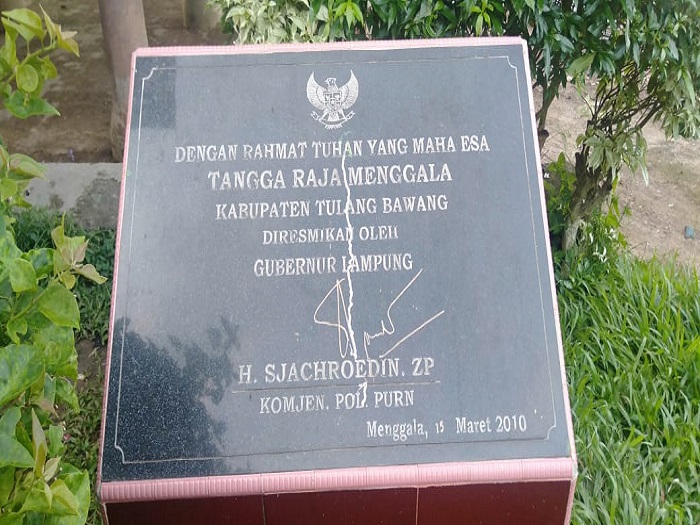 DENGAN RAHMAT TUHAN YANG MAHA ESA
TANGGA RAJA MENGGALA
KABUPATEN TULANG BAWANG
DIRESMIKAN OLEH
GUBERNUR LAMPUNG
H. SJACHROEDIN. ZP
KOMJEN. POL. PURN
Menggala, 15 Maret 2010